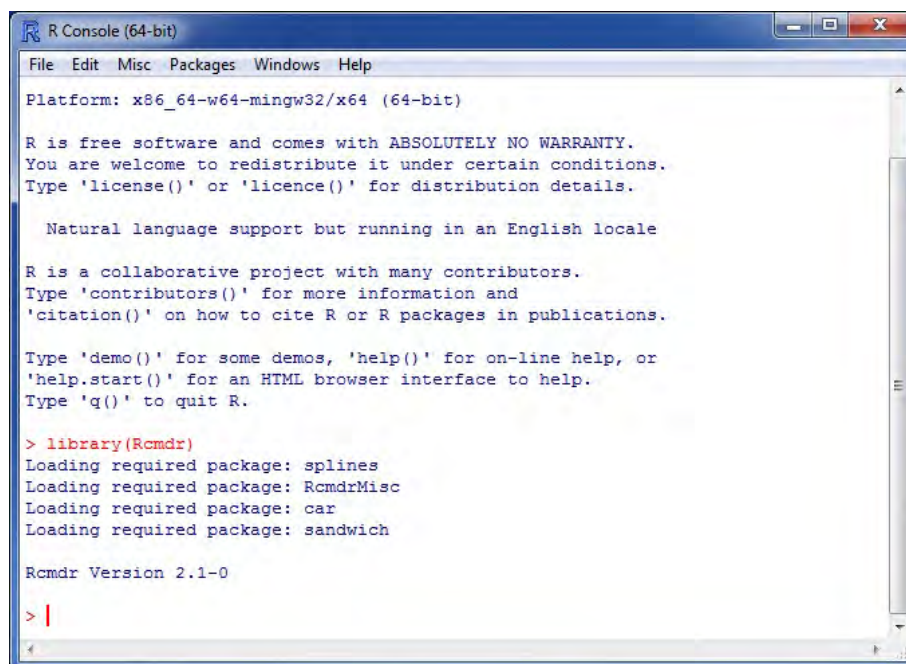 R Console (64-bit)
File Edit Misc Packages Windows Help
Platform: x86_64-w64-mingw32/x64 (64-bit)
R is free software and comes with ABSOLUTELY NO WARRANTY.
You are welcome to redistribute it under certain conditions.
Type 'license()' or 'licence()' for distribution details.
Natural language support but running in an English locale
R is a collaborative project with many contributors.
Type 'contributors()' for more information and
'citation()' on how to cite R or R packages in publications.
Type 'demo()' for some demos, 'help()' for on-line help, or
'help.start()' for an HTML browser interface to help.
Type 'q()' to quit R.
> library(Rcmdr)
Loading required package: splines
Loading required package: RcmdrMisc
Loading required package: car
Loading required package: sandwich
Rcmdr Version 2.1-0
>